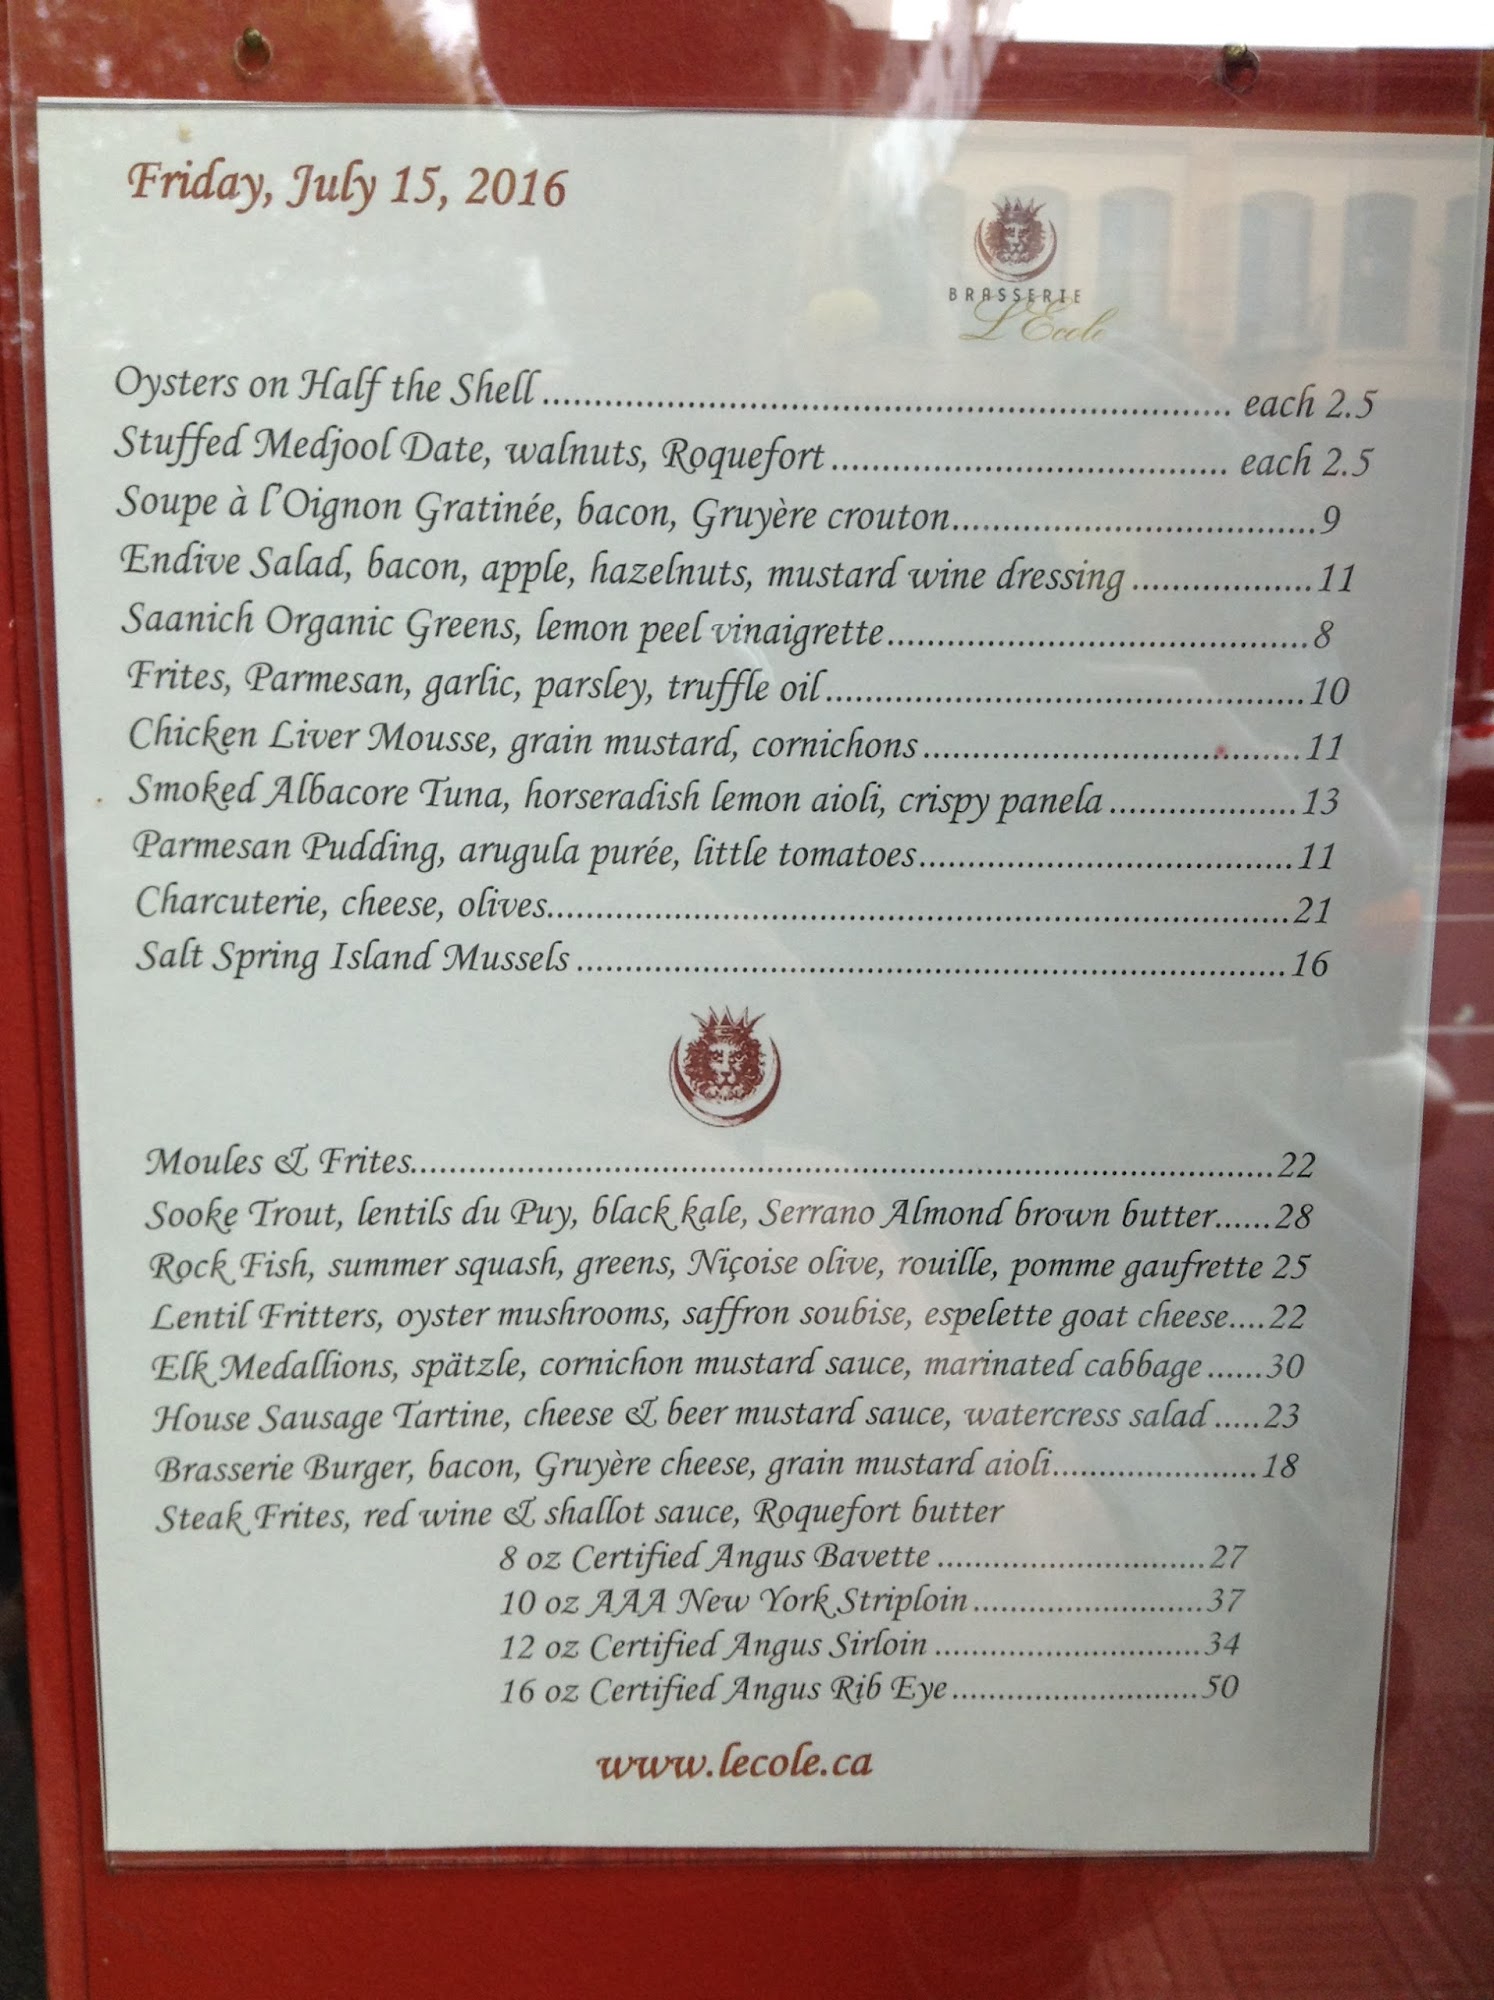 Friday, July 15, 2016
BRASSERIE
L'Ecole
Oysters on Half the Shell........ each 2.5
Stuffed Medjool Date, walnuts, Roquefort........ each 2.5
Soupe à l'Oignon Gratinée, bacon, Gruyère crouton........9
Endive Salad, bacon, apple, hazelnuts, mustard wine dressing........11
Saanich Organic Greens, lemon peel vinaigrette........8
Frites, Parmesan, garlic, parsley, truffle oil........10
Chicken Liver Mousse, grain mustard, cornichons........11
Smoked Albacore Tuna, horseradish lemon aioli, crispy panela........13
Parmesan Pudding, arugula purée, little tomatoes........11
Charcuterie, cheese, olives........21
Salt Spring Island Mussels........16
Moules & Frites........22
Sooke Trout, lentils du Puy, black kale, Serrano Almond brown butter......28
Rock Fish, summer squash, greens, Niçoise olive, rouille, pomme gaufrette 25
Lentil Fritters, oyster mushrooms, saffron soubise, espelette goat cheese....22
Elk Medallions, spätzle, cornichon mustard sauce, marinated cabbage......30
House Sausage Tartine, cheese & beer mustard sauce, watercress salad.....23
Brasserie Burger, bacon, Gruyère cheese, grain mustard aioli........18
Steak Frites, red wine & shallot sauce, Roquefort butter
8 oz Certified Angus Bavette........27
10 oz AAA New York Striploin........37
12 oz Certified Angus Sirloin........34
16 oz Certified Angus Rib Eye........50
www.lecole.ca